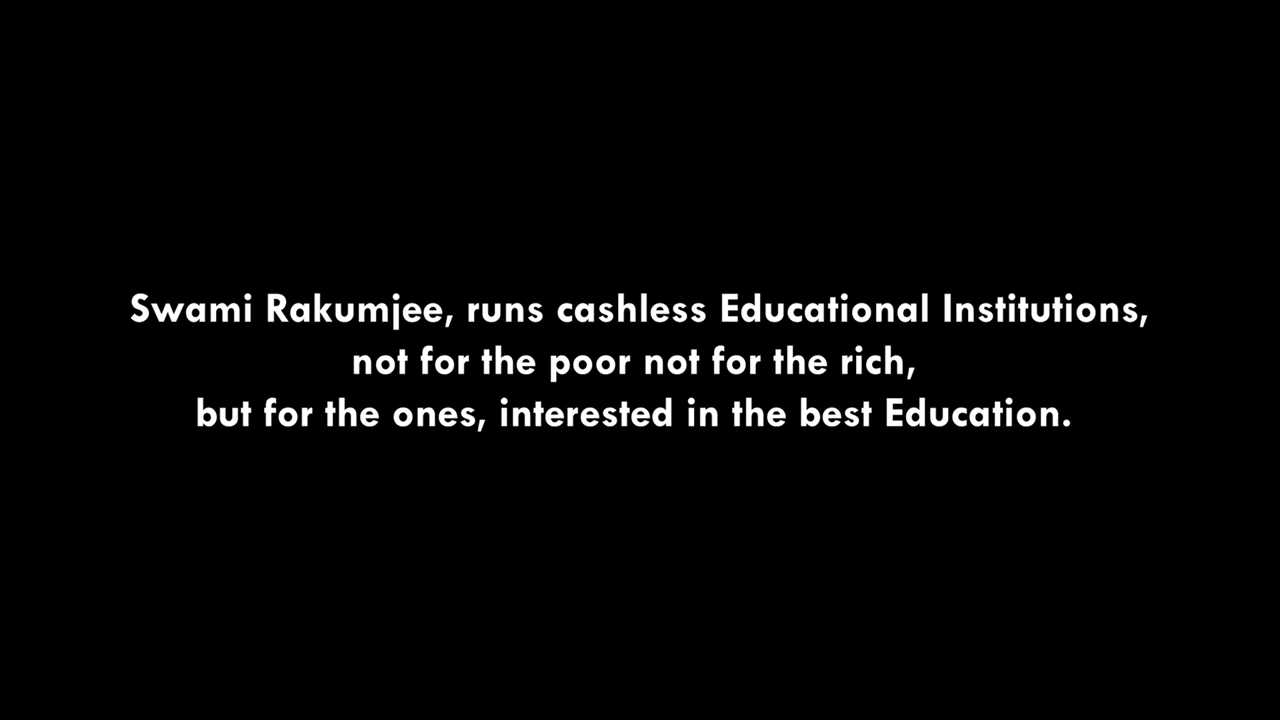 Swami Rakumjee, runs cashless Educational Institutions,
not for the poor not for the rich,
but for the ones, interested in the best Education.